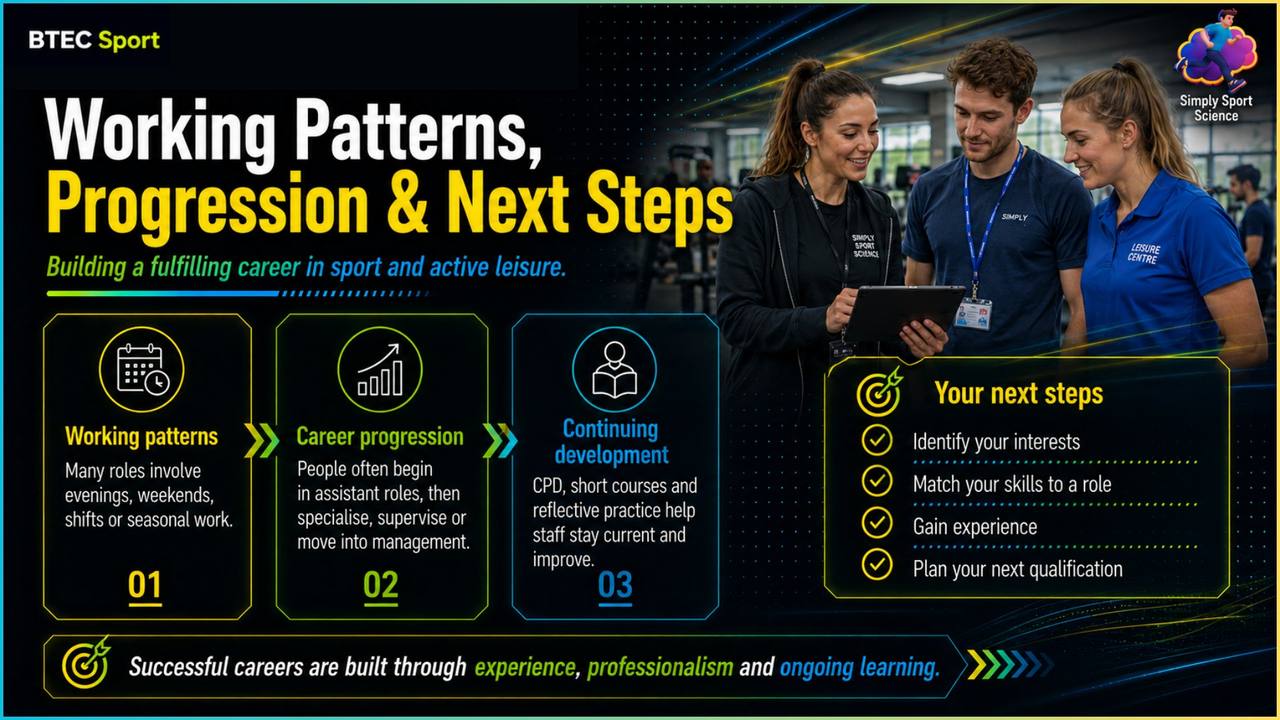 BTEC Sport
Simply Sport
Science
Working Patterns,
Progression & Next Steps
Building a fulfilling career in sport and active leisure.
SIMPLY
SPORT
SCIENCE
SIMPLY
LEISURE
CENTRE
Working patterns
Many roles involve
evenings, weekends,
shifts or seasonal work.
01
Career progression
People often begin
in assistant roles, then
specialise, supervise or
move into management.
02
Continuing
development
CPD, short courses and
reflective practice help
staff stay current and
improve.
03
Your next steps
Identify your interests
Match your skills to a role
Gain experience
Plan your next qualification
Successful careers are built through experience, professionalism and ongoing learning.